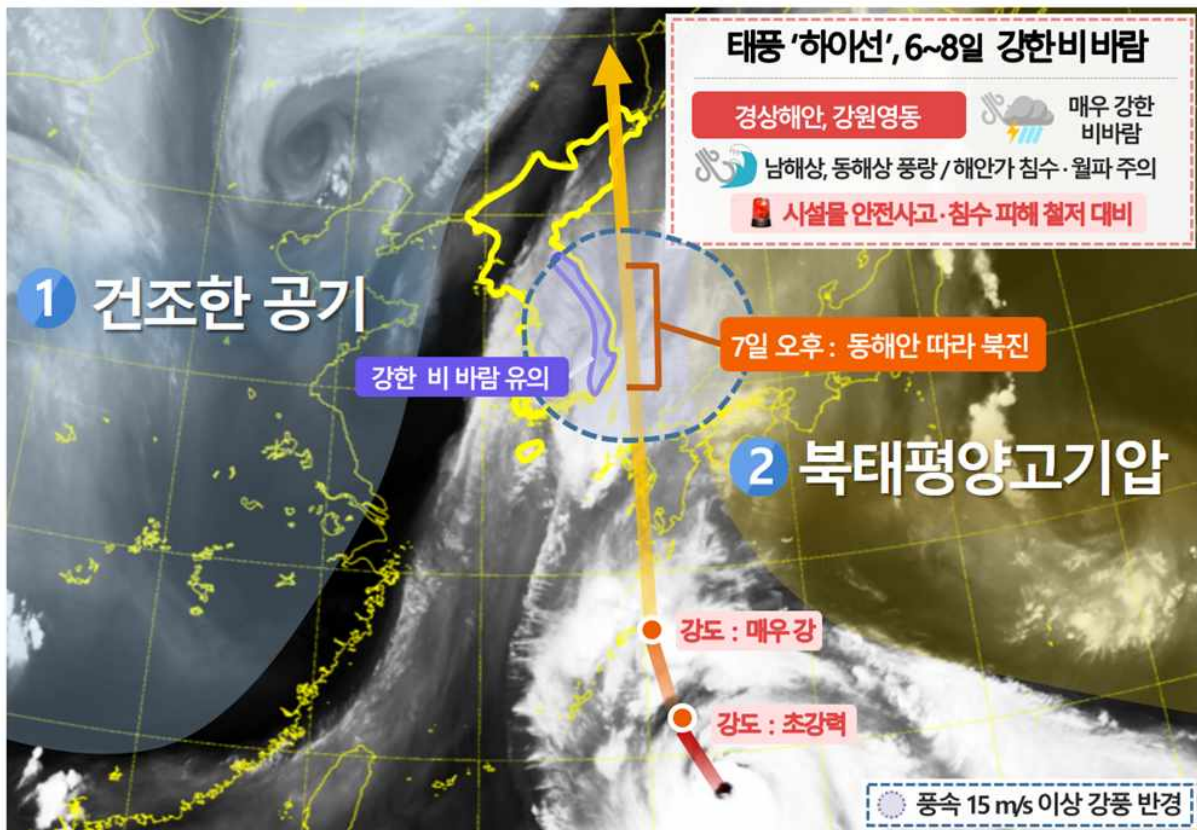 태풍 '하이선', 6~8일 강한 비 바람
경상해안, 강원영동
매우 강한
비바람
남해상, 동해상 풍랑 / 해안가 침수·월파 주의
시설물 안전사고·침수 피해 철저 대비
1 건조한 공기
7일 오후 : 동해안 따라 북진
강한 비 바람 유의
2 북태평양고기압
강도 : 매우 강
강도 : 초강력
풍속 15 m/s 이상 강풍 반경